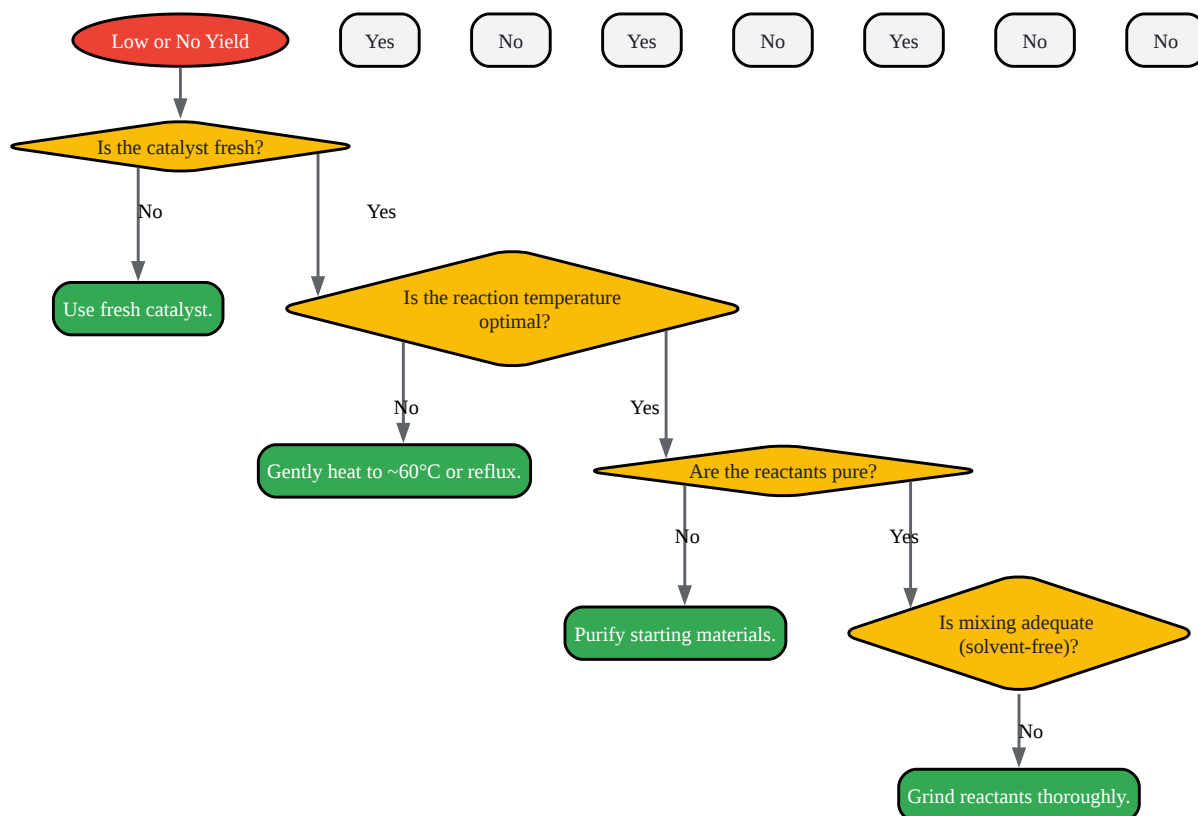 Low or No Yield
Yes
No
Yes
No
Yes
No
No
Is the catalyst fresh?
No
Yes
Use fresh catalyst.
Is the reaction temperature
optimal?
No
Yes
Gently heat to ~60°C or reflux.
Are the reactants pure?
No
Yes
Purify starting materials.
Is mixing adequate
(solvent-free)?
No
Grind reactants thoroughly.